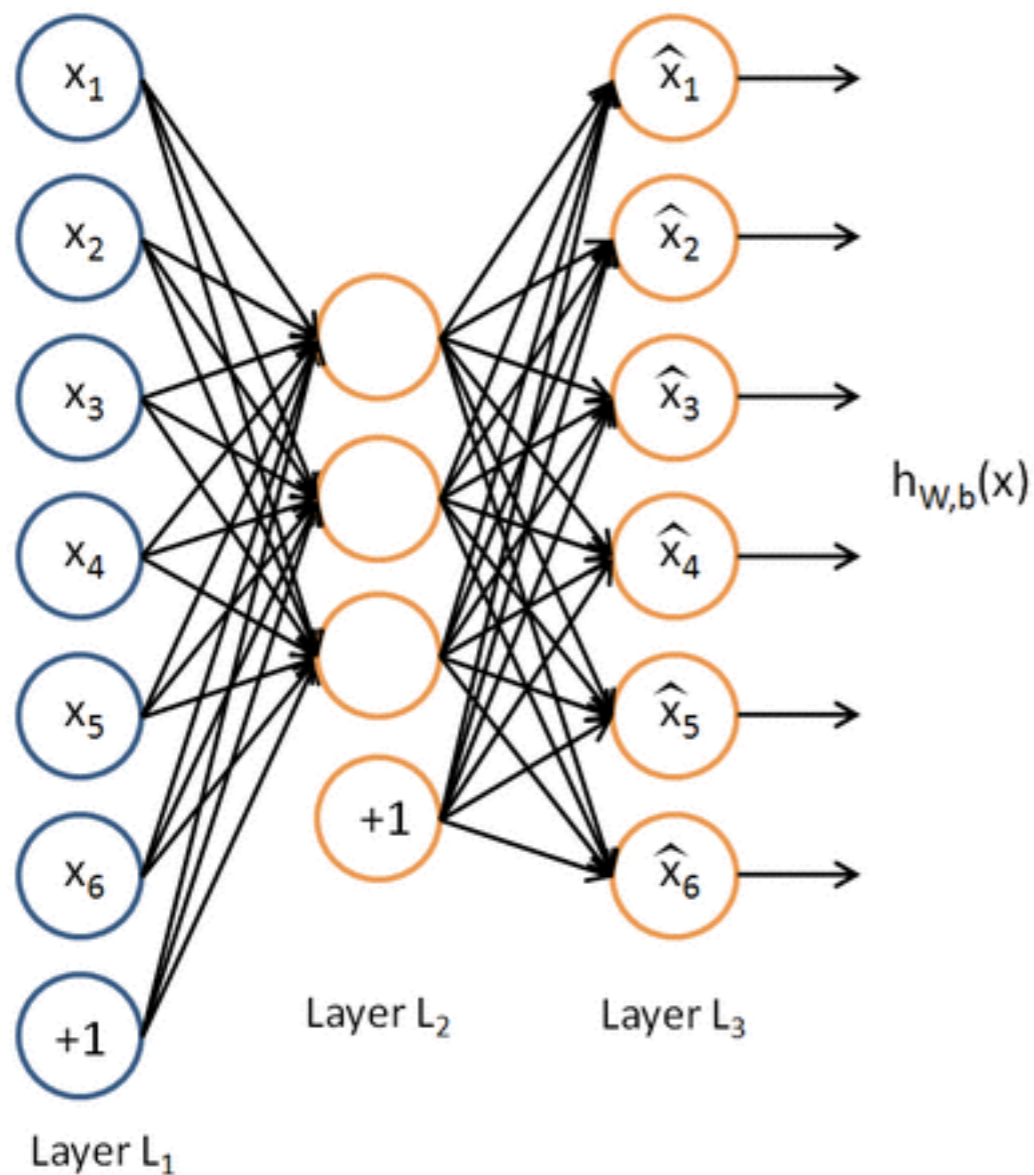 x₁
x₂
x₃
x₄
x₅
x₆
+1
Layer L₁
+1
Layer L₂
x̂₁
x̂₂
x̂₃
x̂₄
x̂₅
x̂₆
Layer L₃
h_W,b(x)